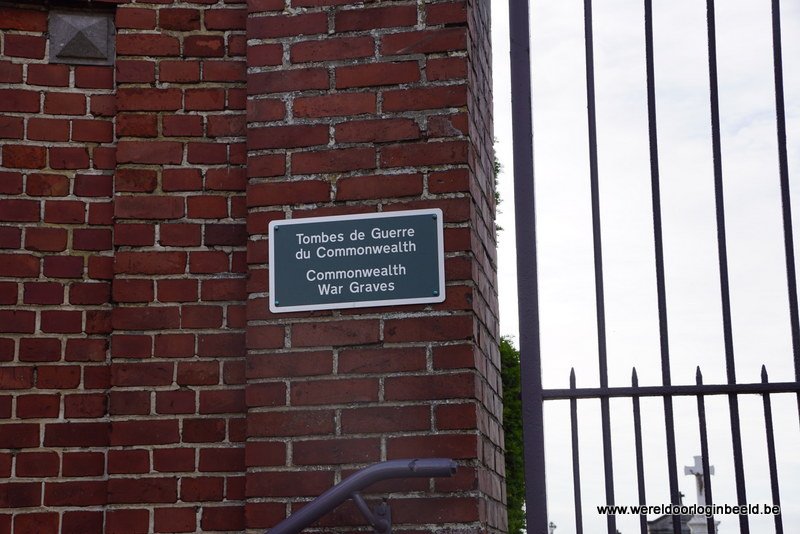 Tombes de Guerre
du Commonwealth
Commonwealth
War Graves
www.wereldoorloginbeeld.be